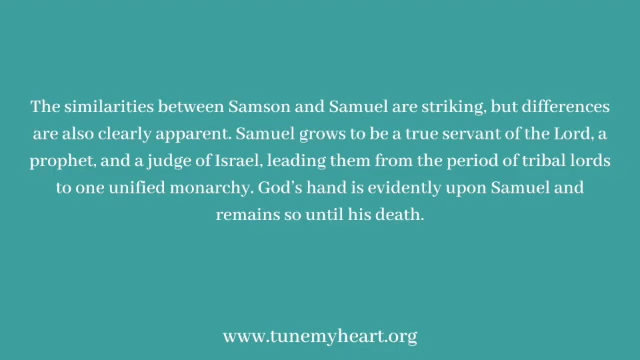 The similarities between Samson and Samuel are striking, but differences
are also clearly apparent. Samuel grows to be a true servant of the Lord, a
prophet, and a judge of Israel, leading them from the period of tribal lords
to one unified monarchy. God's hand is evidently upon Samuel and
remains so until his death.
www.tunemyheart.org